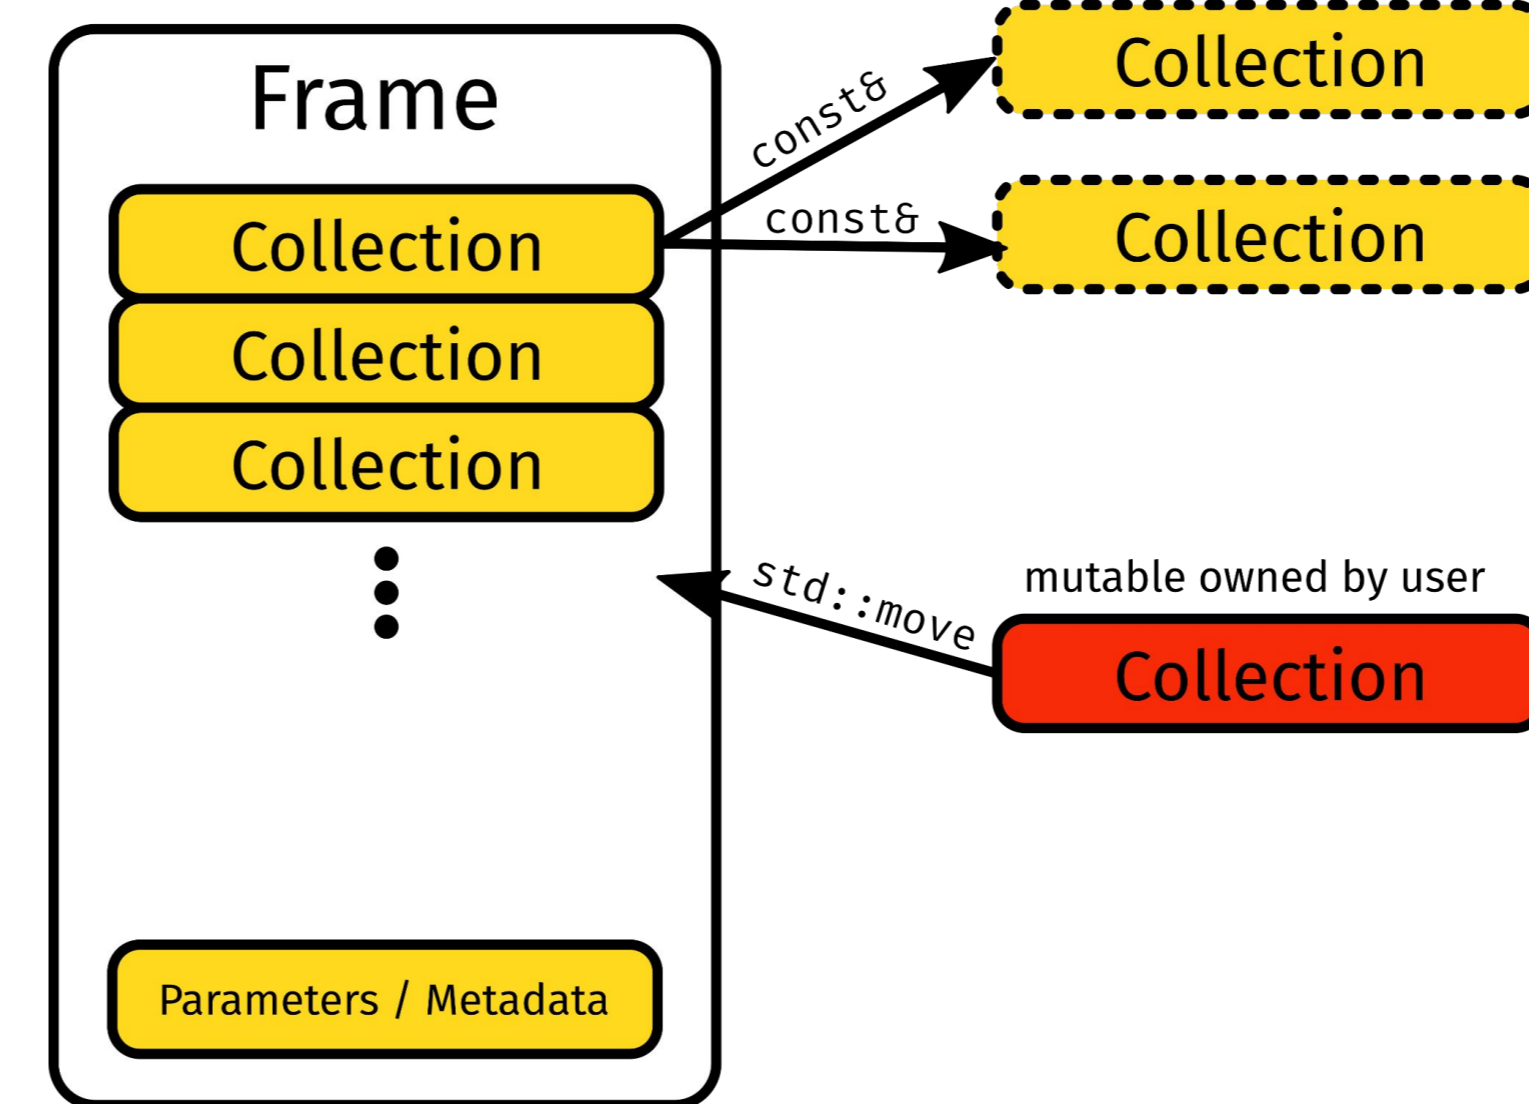 Frame
Collection
Collection
Collection
Parameters / Metadata
const&
const&
Collection
Collection
std::move
mutable owned by user
Collection